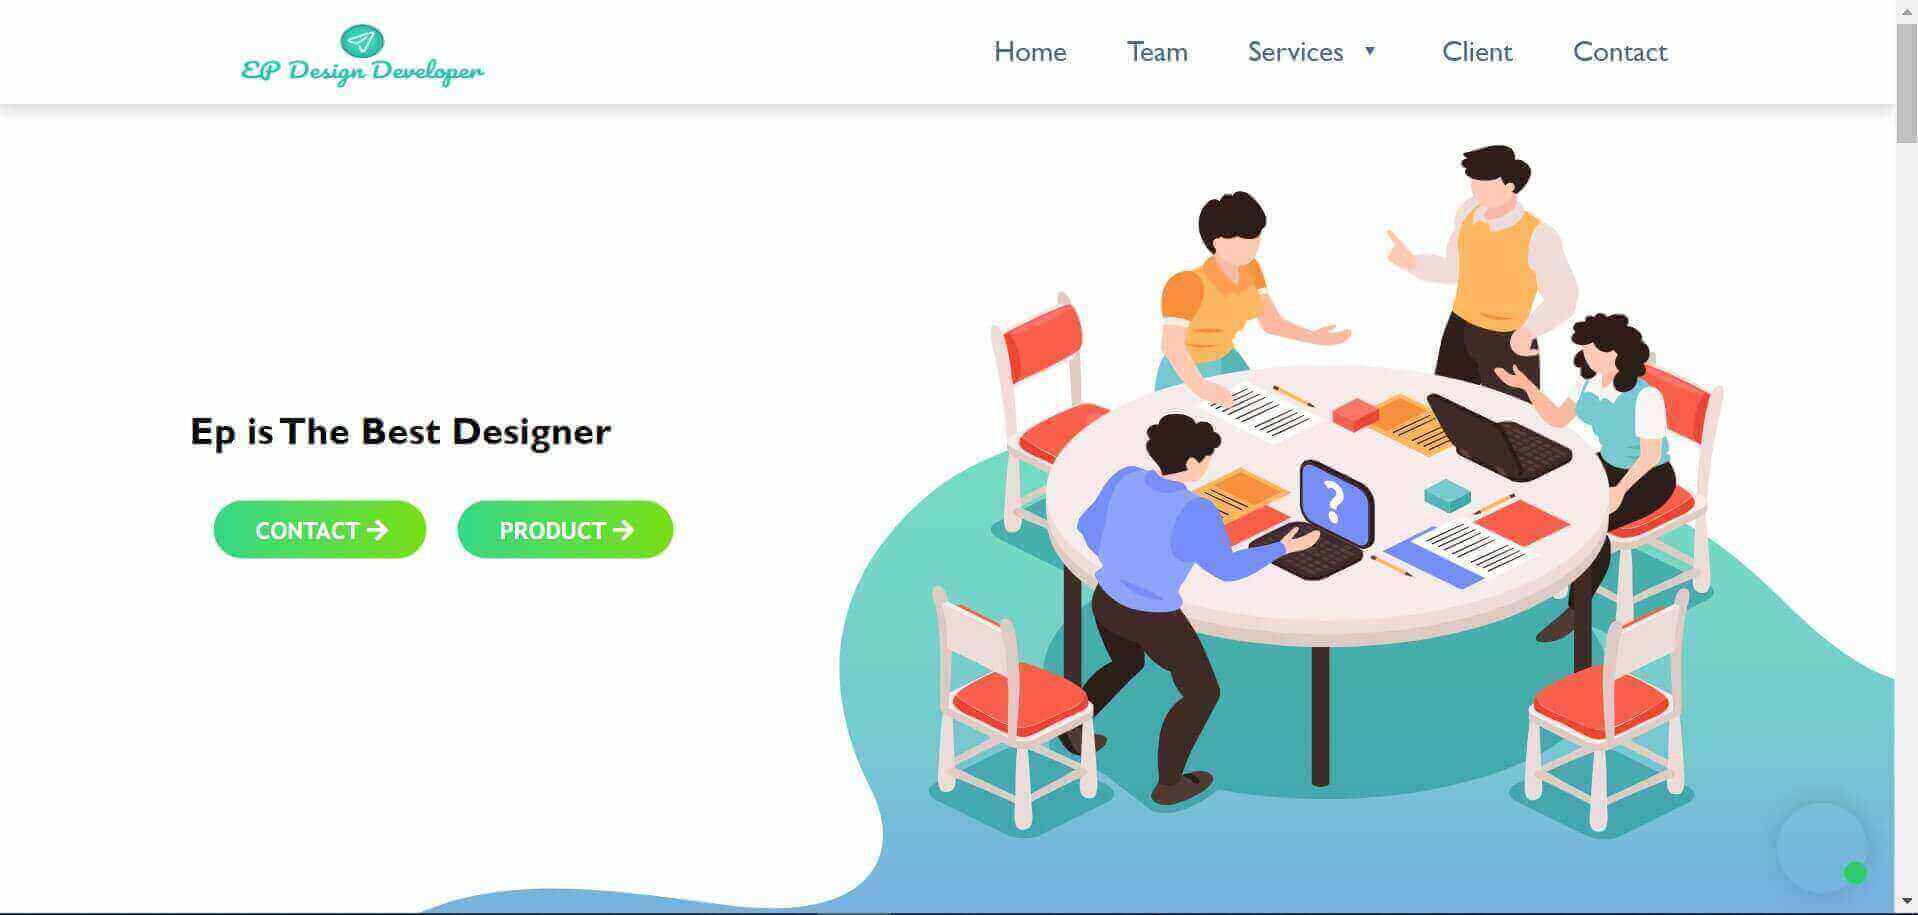 EP Design Developer
Home Team Services Client Contact
Ep is The Best Designer
CONTACT PRODUCT
?